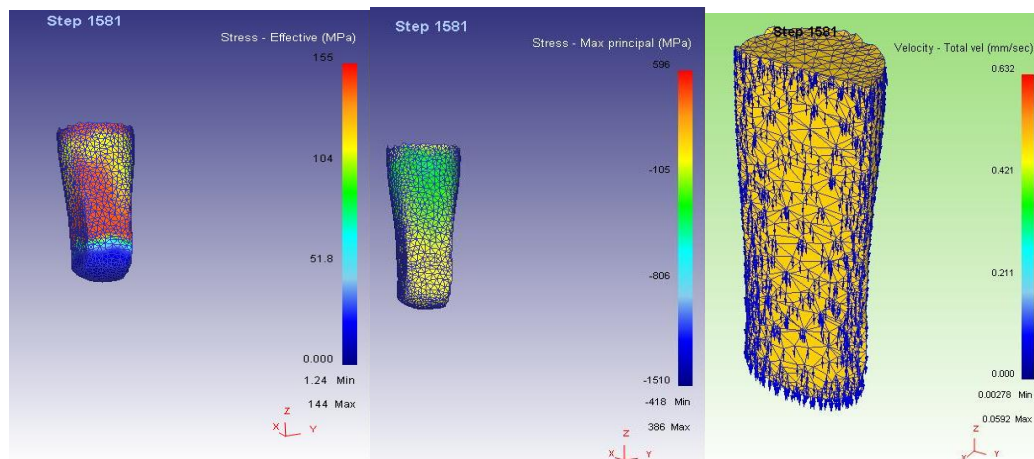 Step 1581
Stress - Effective (MPa)
155
104
51.8
0.000
1.24 Min
144 Max
Z
X
Y
Step 1581
Stress - Max principal (MPa)
596
-105
-806
-1510
-418 Min
386 Max
Z
X
Y
Step 1581
Velocity - Total vel (mm/sec)
0.632
0.421
0.211
0.000
0.00278 Min
0.0592 Max
Z
X
Y